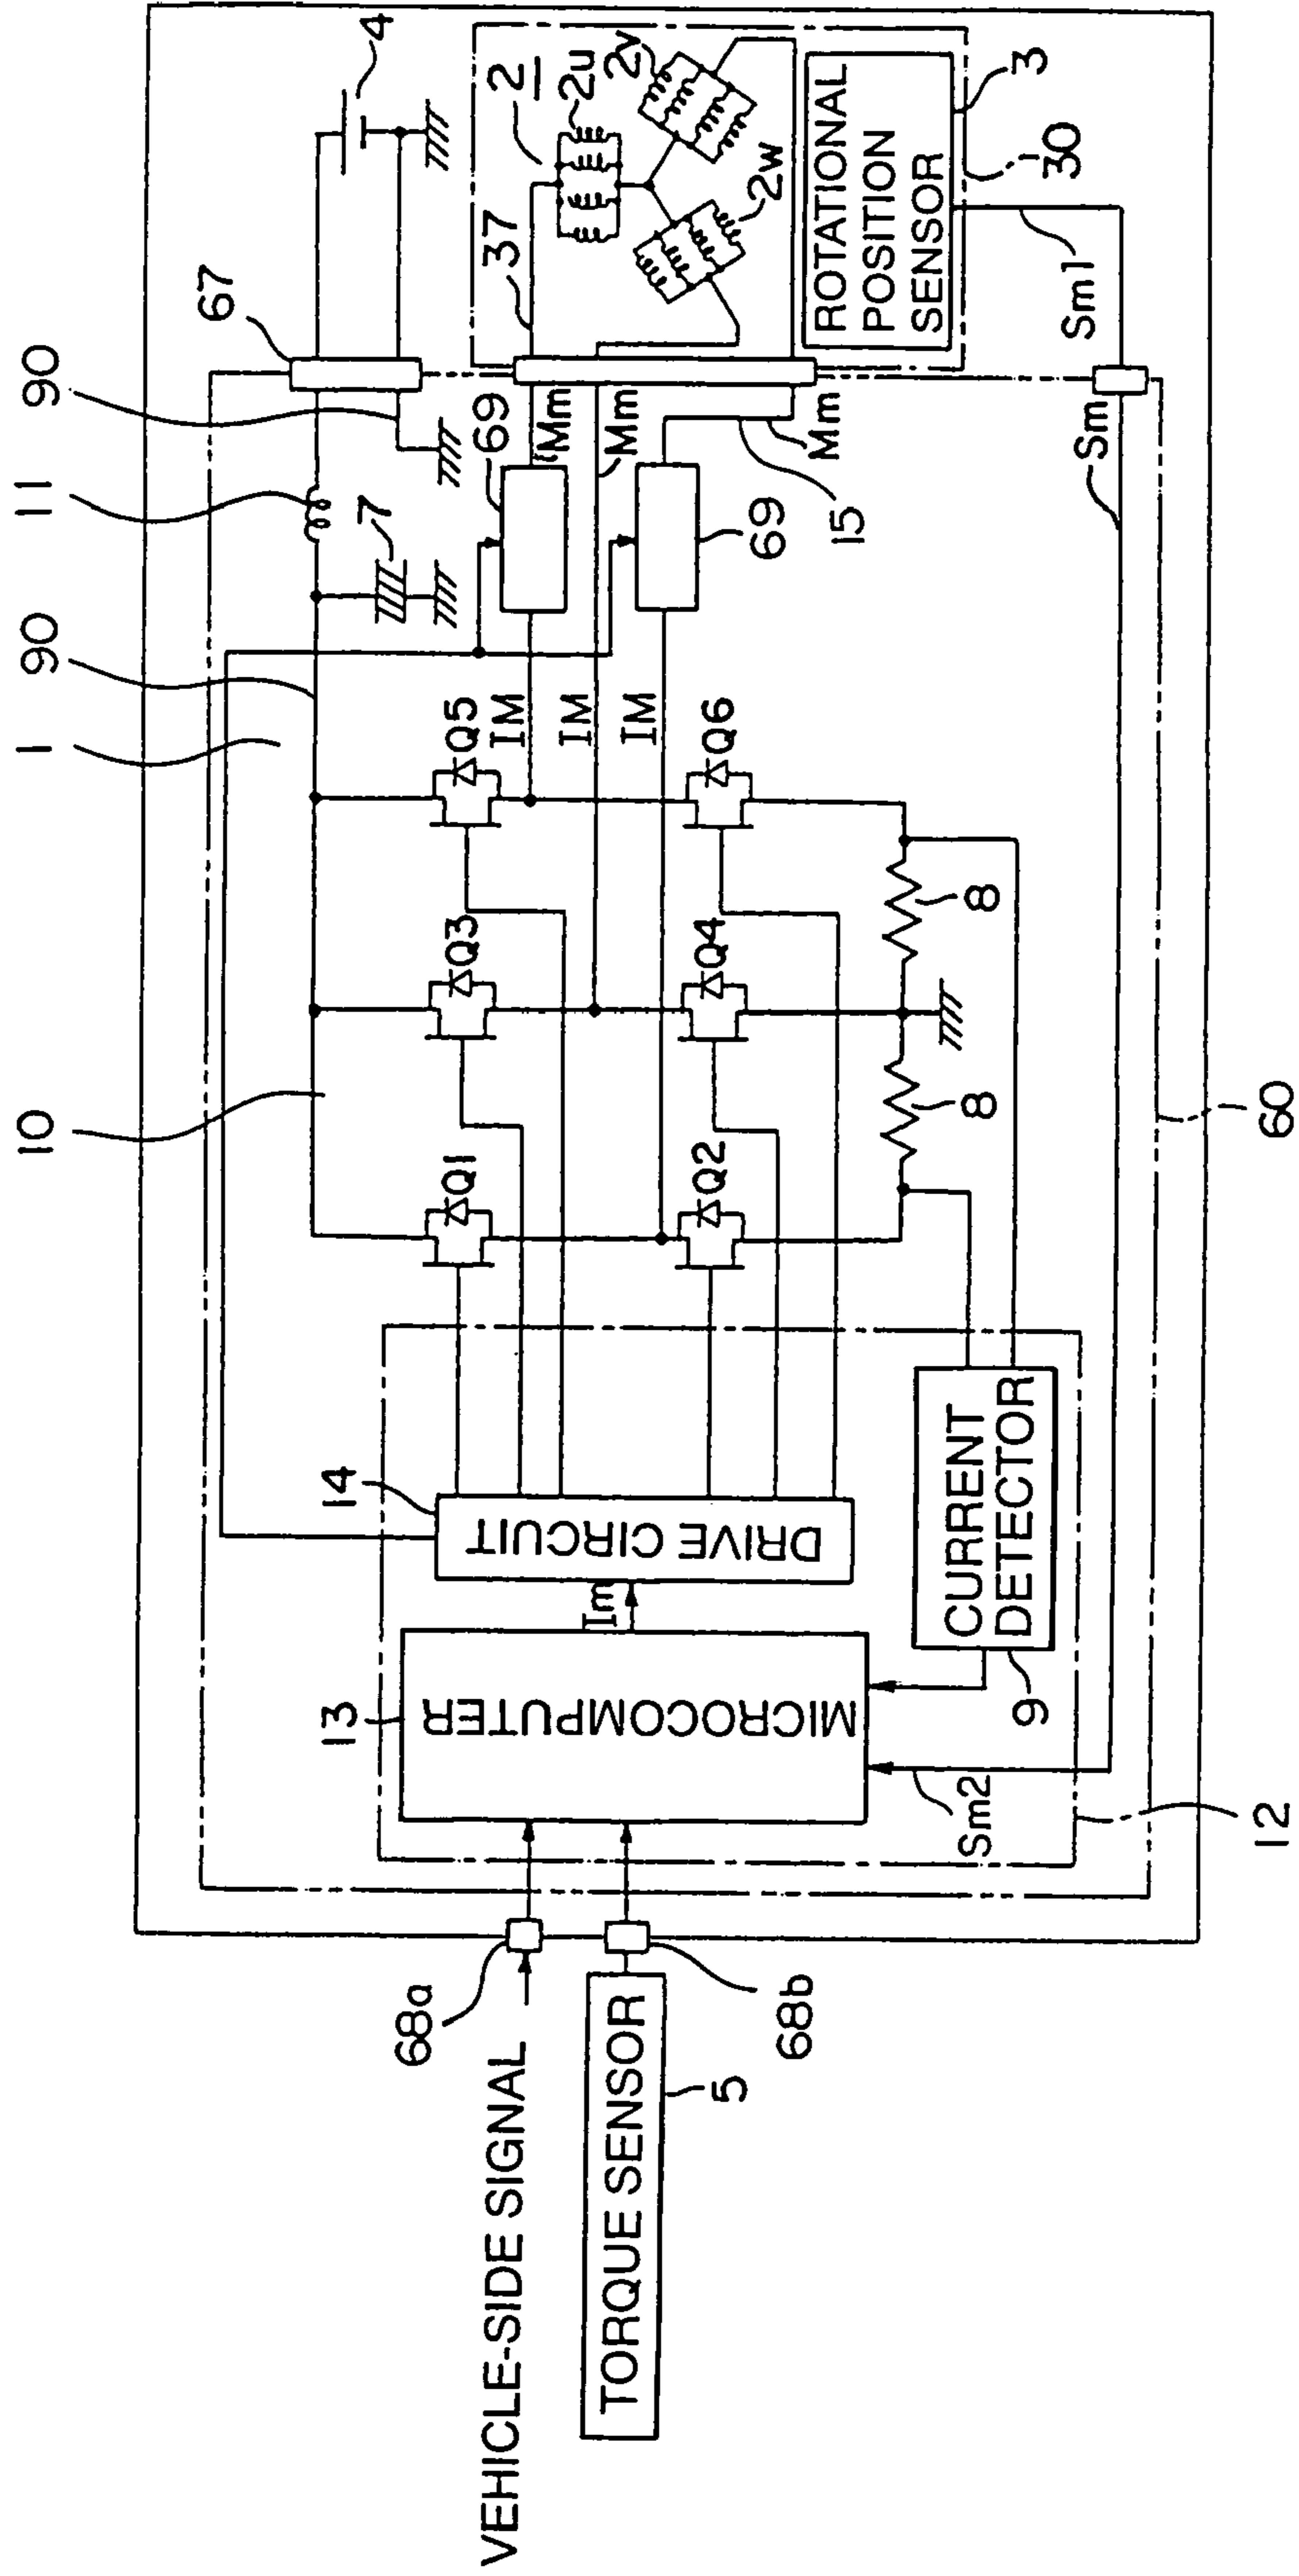 90
1
90
11
67
4
10
7
37
2
2u
2v
2w
69
Mm
Mm
Mm
69
15
ROTATIONAL
POSITION
SENSOR
3
30
Sm1
Sm
Q1
Q3
Q5
IM
IM
IM
Q2
Q4
Q6
8
8
60
14
DRIVE CIRCUIT
Im
13
MICROCOMPUTER
CURRENT
DETECTOR
9
Sm2
12
68a
VEHICLE-SIDE SIGNAL
68b
TORQUE SENSOR
5